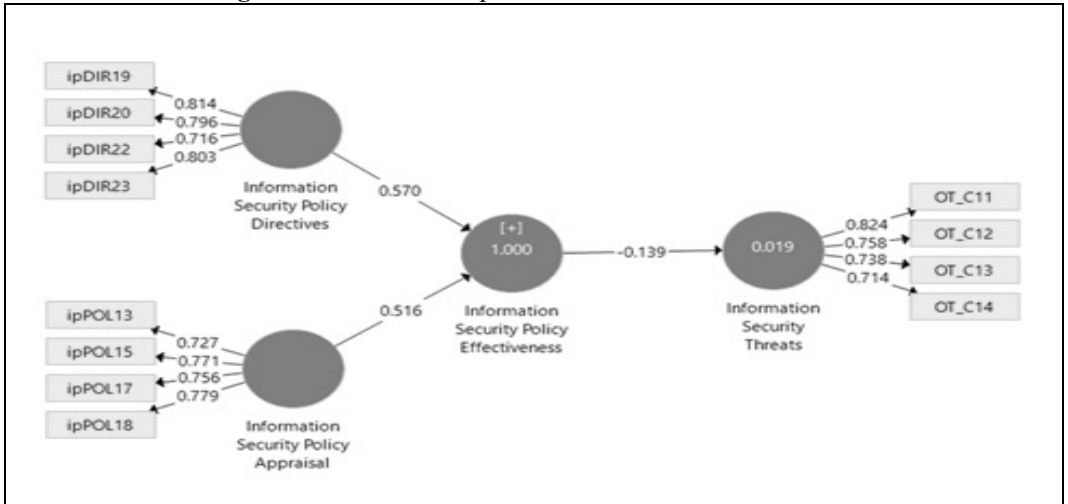 ipDIR19
ipDIR20
ipDIR22
ipDIR23
0.814
0.796
0.716
0.803
Information
Security Policy
Directives
0.570
ipPOL13
ipPOL15
ipPOL17
ipPOL18
0.727
0.771
0.756
0.779
Information
Security Policy
Appraisal
0.516
[+]
1.000
Information
Security Policy
Effectiveness
-0.139
0.019
Information
Security
Threats
0.824
0.758
0.738
0.714
OT_C11
OT_C12
OT_C13
OT_C14